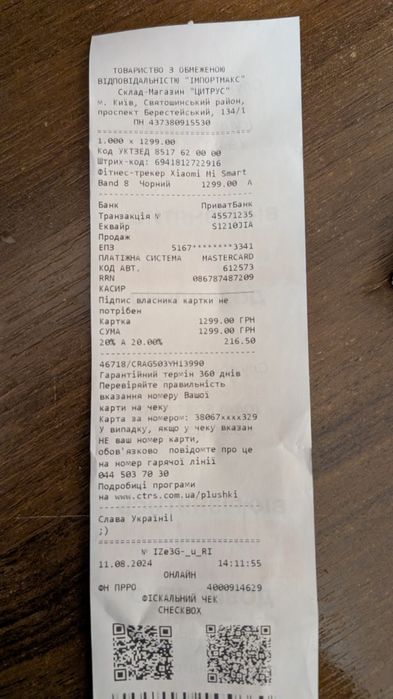 ТОВАРИСТВО З ОБМЕЖЕНОЮ
ВІДПОВІДАЛЬНІСТЮ "ІМПОРТМАКС"
Склад-Магазин "ЦИТРУС"
м. Київ, Святошинський район,
проспект Берестейський, 134/1
ПН 437380915530
1.000 x 1299.00
Код УКТЗЕД 8517 62 00 00
Штрих-код: 6941812722916
Фітнес-трекер Xiaomi Mi Smart
Band 8 Чорний 1299.00 А
Банк ПриватБанк
Транзакція № 45571235
Еквайр S1210JIA
Продаж
ЕПЗ 5167********3341
ПЛАТІЖНА СИСТЕМА MASTERCARD
КОД АВТ. 612573
RRN 086787487209
КАСИР
Підпис власника картки не
потрібен
Картка 1299.00 ГРН
СУМА 1299.00 ГРН
20% А 20.00% 216.50
46718/CRAG503YH13990
Гарантійний термін 360 днів
Перевіряйте правильність
вказання номеру Вашої
карти на чеку
Карта за номером: 38067xxxx329
У випадку, якщо у чеку вказан
НЕ ваш номер карти,
обов'язково повідомте про це
на номер гарячої лінії
044 503 70 30
Подробиці програми
на www.ctrs.com.ua/plushki
Слава Україні!
;)
№ IZe3G-_u_RI
11.08.2024 14:11:55
ОНЛАЙН
ФН ПРРО 4000914629
ФІСКАЛЬНИЙ ЧЕК
CHECKBOX